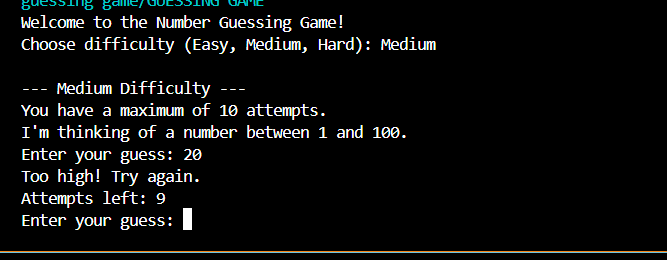 guessing game/GUESSING GAME
Welcome to the Number Guessing Game!
Choose difficulty (Easy, Medium, Hard): Medium
--- Medium Difficulty ---
You have a maximum of 10 attempts.
I'm thinking of a number between 1 and 100.
Enter your guess: 20
Too high! Try again.
Attempts left: 9
Enter your guess: